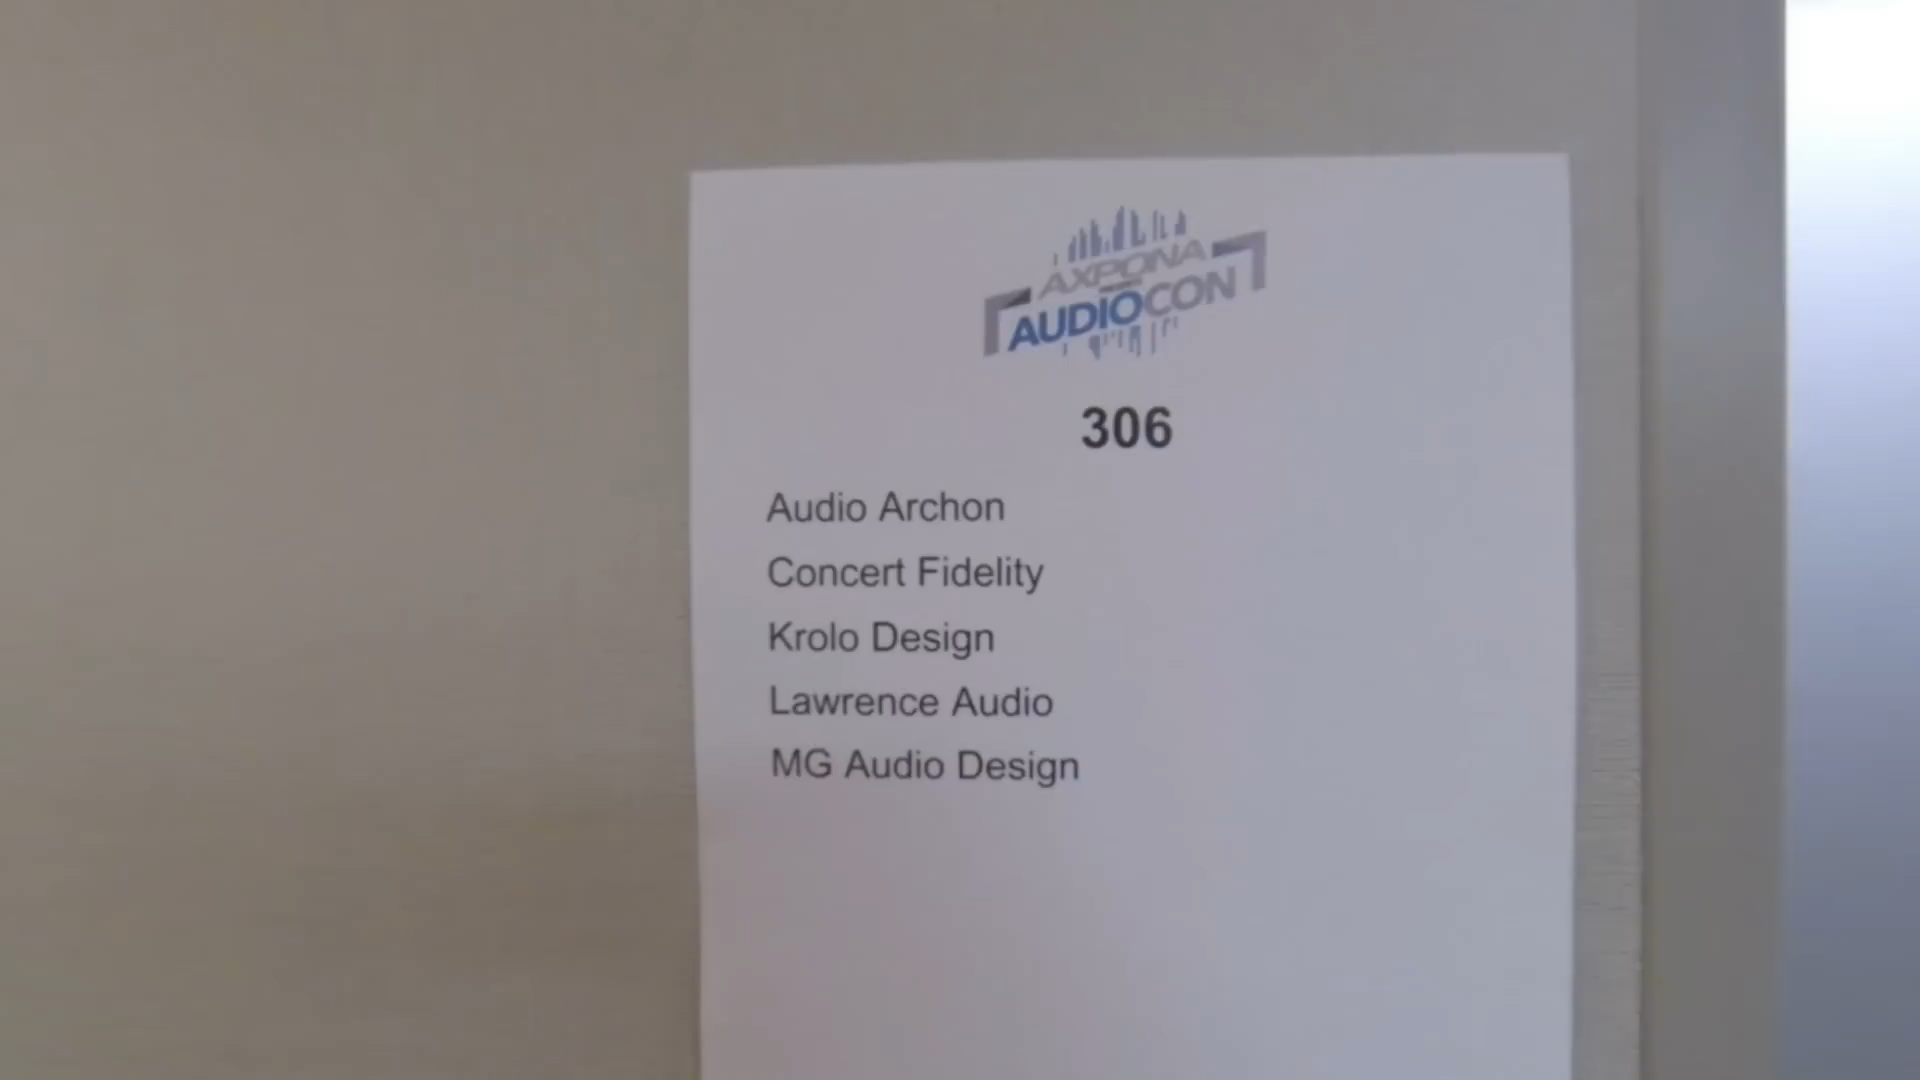 AXPONA
AUDIOCON
306
Audio Archon
Concert Fidelity
Krolo Design
Lawrence Audio
MG Audio Design